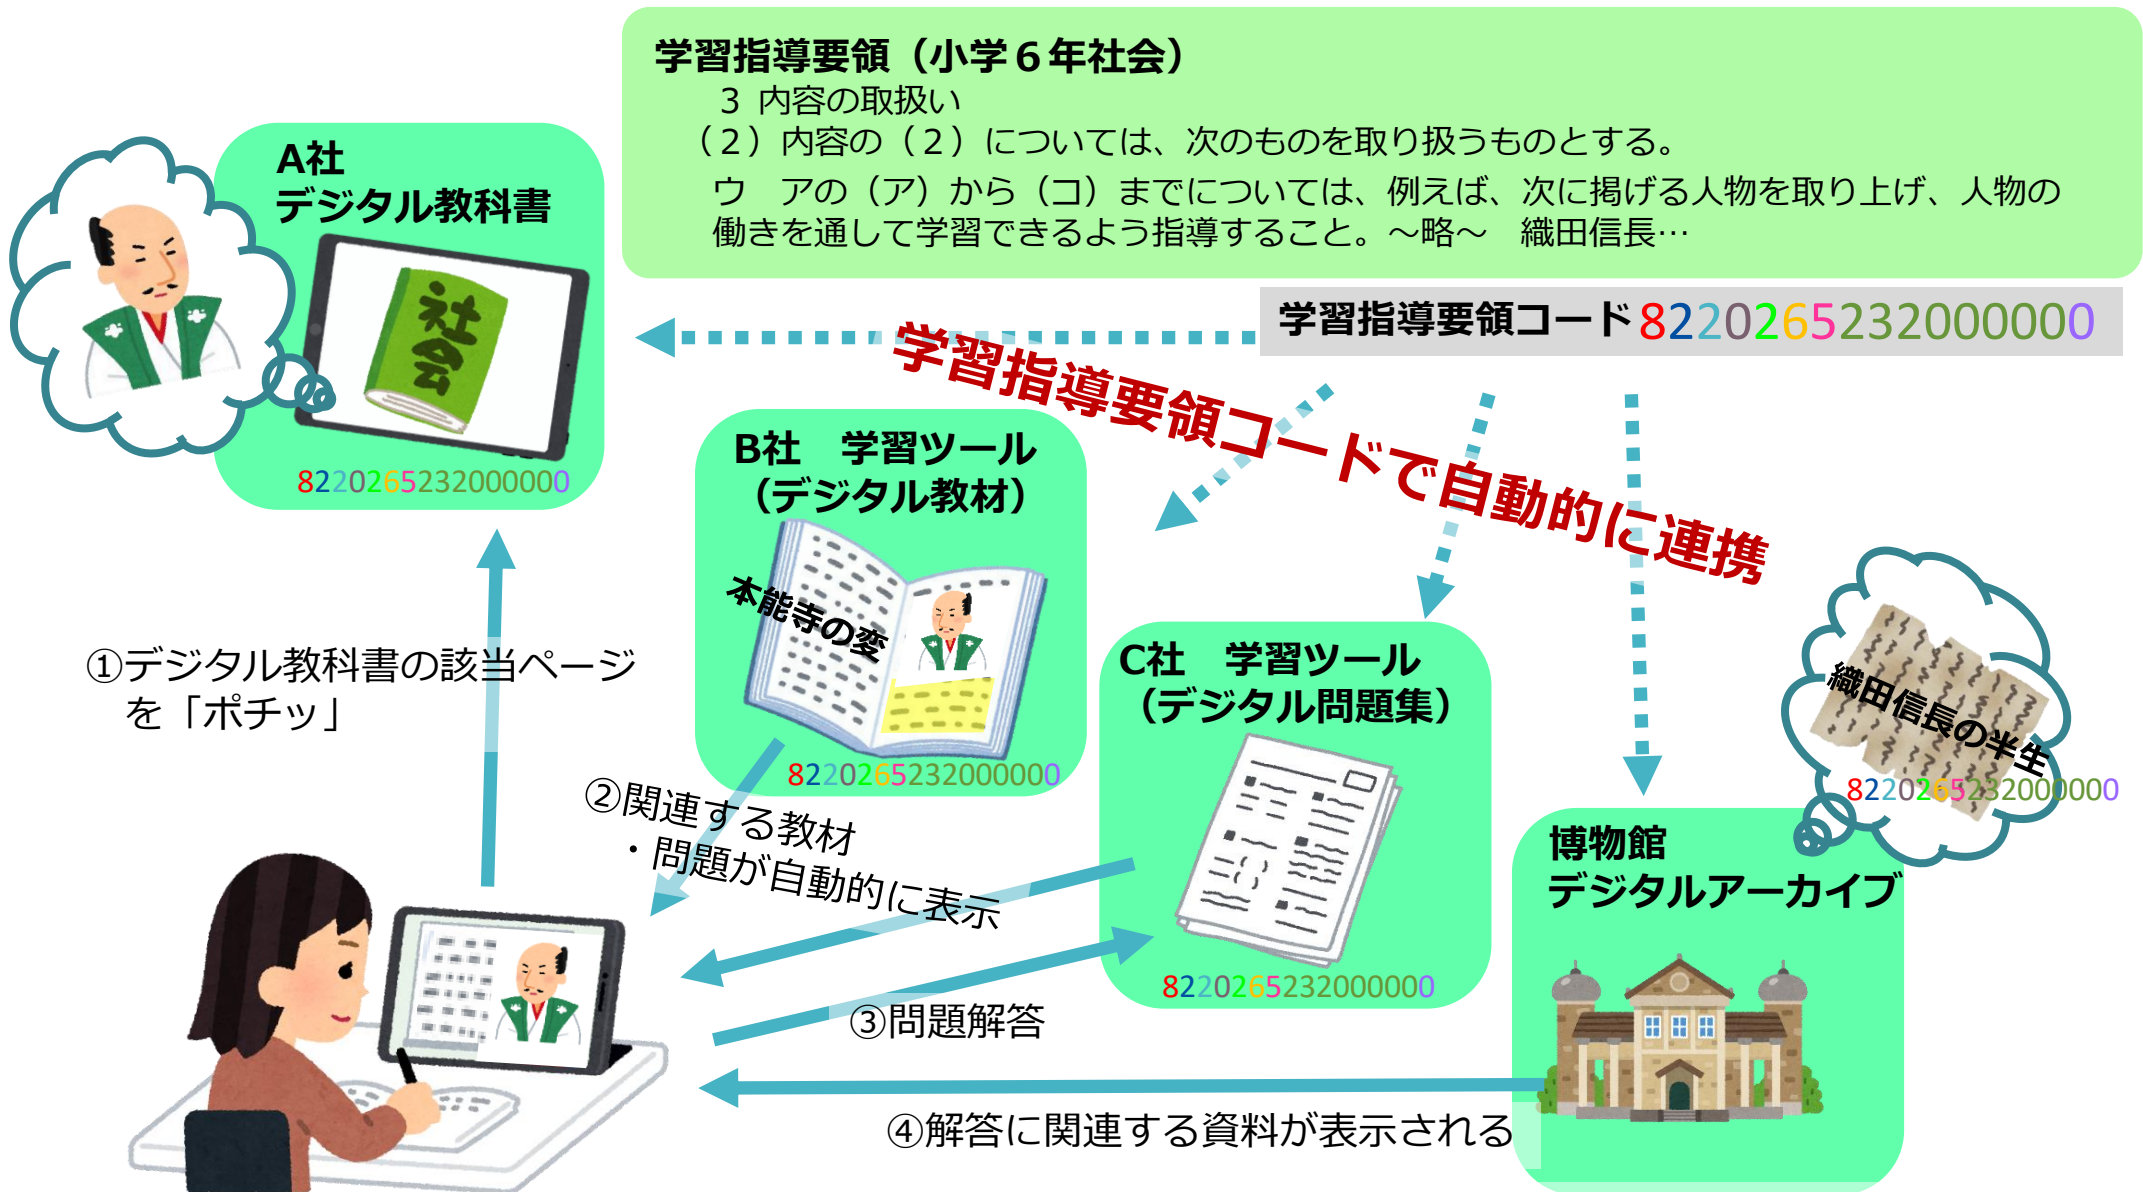 学習指導要領（小学６年社会）
３ 内容の取扱い
（２）内容の（２）については、次のものを取り扱うものとする。
ウ　アの（ア）から（コ）までについては、例えば、次に掲げる人物を取り上げ、人物の
働きを通して学習できるよう指導すること。～略～　織田信長…
学習指導要領コード8220265232000000
A社
デジタル教科書
社会
8220265232000000
学習指導要領コードで自動的に連携
B社　学習ツール
（デジタル教材）
本能寺の変
8220265232000000
C社　学習ツール
（デジタル問題集）
8220265232000000
織田信長の半生
8220265232000000
博物館
デジタルアーカイブ
①デジタル教科書の該当ページ
を「ポチッ」
②関連する教材
・問題が自動的に表示
③問題解答
④解答に関連する資料が表示される